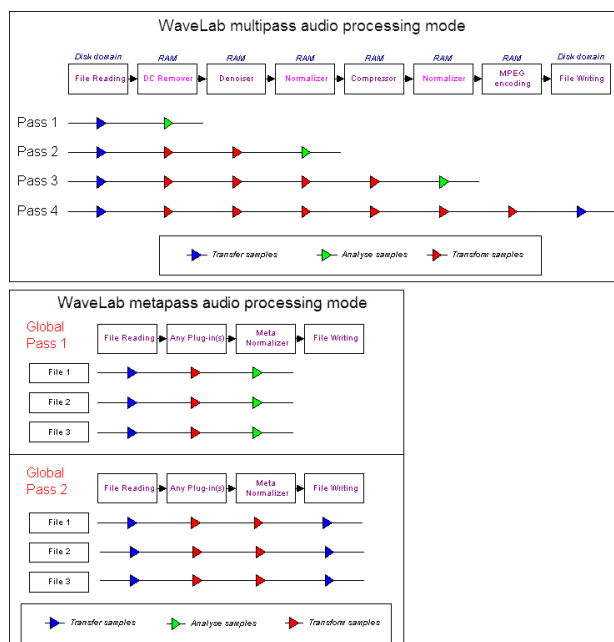 WaveLab multipass audio processing mode
Disk domain RAM RAM RAM RAM RAM RAM Disk domain
File Reading DC Remover Denoiser Normalizer Compressor Normalizer MPEG encoding File Writing
Pass 1
Pass 2
Pass 3
Pass 4
Transfer samples Analyse samples Transform samples
WaveLab metapass audio processing mode
Global Pass 1
File Reading Any Plug-in(s) Meta Normalizer File Writing
File 1
File 2
File 3
Global Pass 2
File Reading Any Plug-in(s) Meta Normalizer File Writing
File 1
File 2
File 3
Transfer samples Analyse samples Transform samples